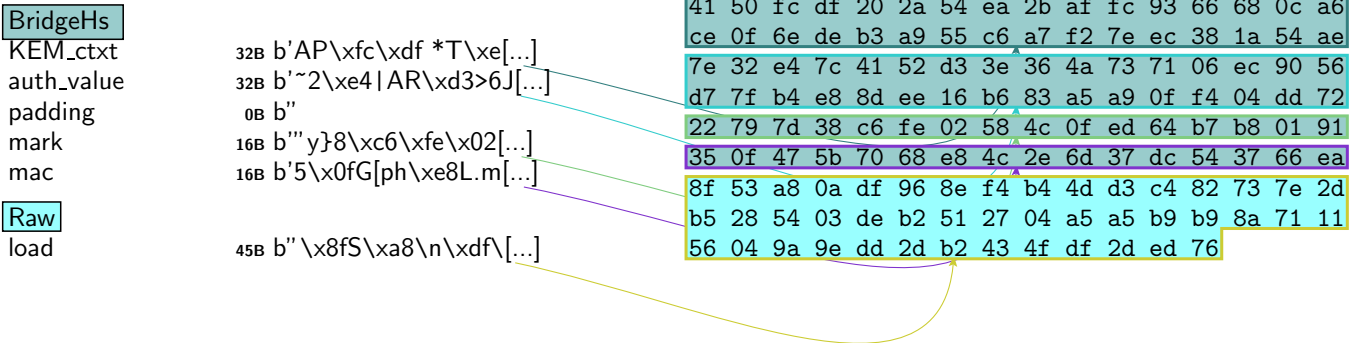 BridgeHs
KEM_ctxt 32B b'AP\xfc\xdf *T\xe[...]
auth_value 32B b'~2\xe4|AR\xd3>6J[...]
padding 0B b''
mark 16B b'"'y}8\xc6\xfe\x02[...]
mac 16B b'5\x0fG[ph\xe8L.m[...]
Raw
load 45B b'' \x8fS\xa8\n\xdf\[...]
41 50 fc df 20 2a 54 ea 2b af fc 93 66 68 0c a6
ce 0f 6e de b3 a9 55 c6 a7 f2 7e ec 38 1a 54 ae
7e 32 e4 7c 41 52 d3 3e 36 4a 73 71 06 ec 90 56
d7 7f b4 e8 8d ee 16 b6 83 a5 a9 0f f4 04 dd 72
22 79 7d 38 c6 fe 02 58 4c 0f ed 64 b7 b8 01 91
35 0f 47 5b 70 68 e8 4c 2e 6d 37 dc 54 37 66 ea
8f 53 a8 0a df 96 8e f4 b4 4d d3 c4 82 73 7e 2d
b5 28 54 03 de b2 51 27 04 a5 a5 b9 b9 8a 71 11
56 04 9a 9e dd 2d b2 43 4f df 2d ed 76